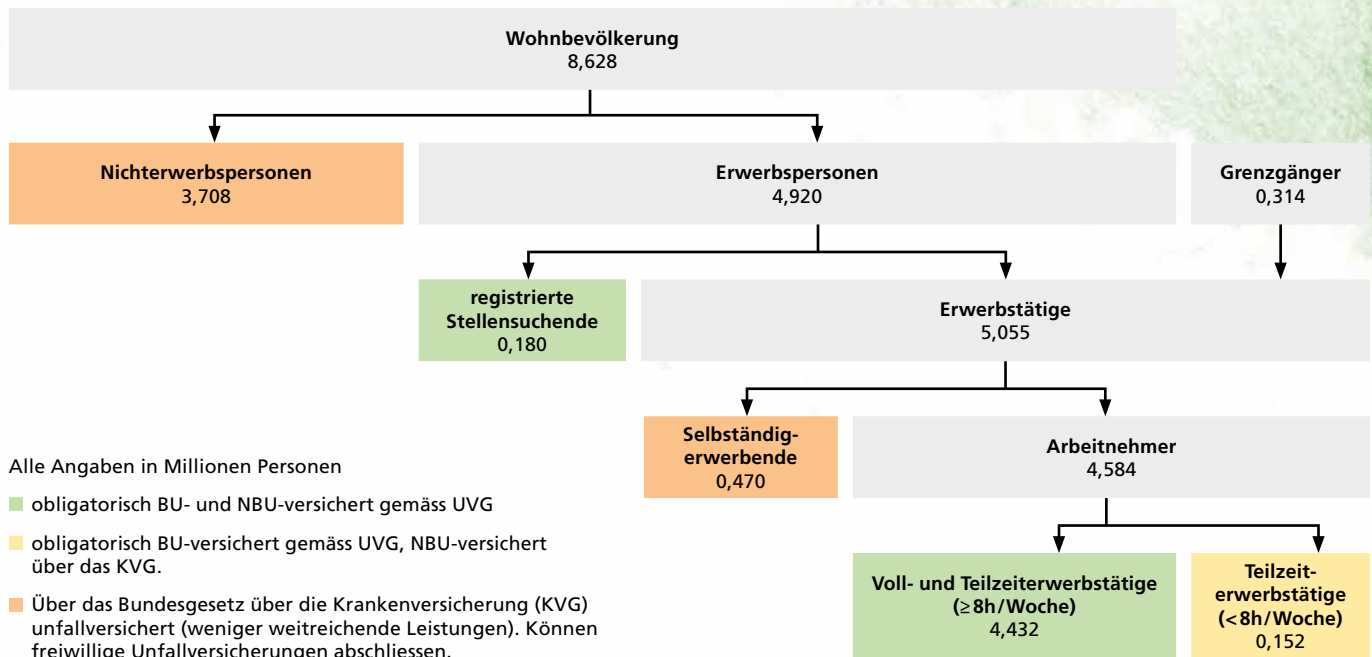 Wohnbevölkerung
8,628
Nichterwerbspersonen
3,708
Erwerbspersonen
4,920
Grenzgänger
0,314
registrierte
Stellensuchende
0,180
Erwerbstätige
5,055
Selbständig-
erwerbende
0,470
Arbeitnehmer
4,584
Voll- und Teilzeiterwerbstätige
(≥8h/Woche)
4,432
Teilzeit-
erwerbstätige
(<8h/Woche)
0,152
Alle Angaben in Millionen Personen
obligatorisch BU- und NBU-versichert gemäss UVG
obligatorisch BU-versichert gemäss UVG, NBU-versichert
über das KVG.
Über das Bundesgesetz über die Krankenversicherung (KVG)
unfallversichert (weniger weitreichende Leistungen). Können
freiwillige Unfallversicherungen abschliessen.